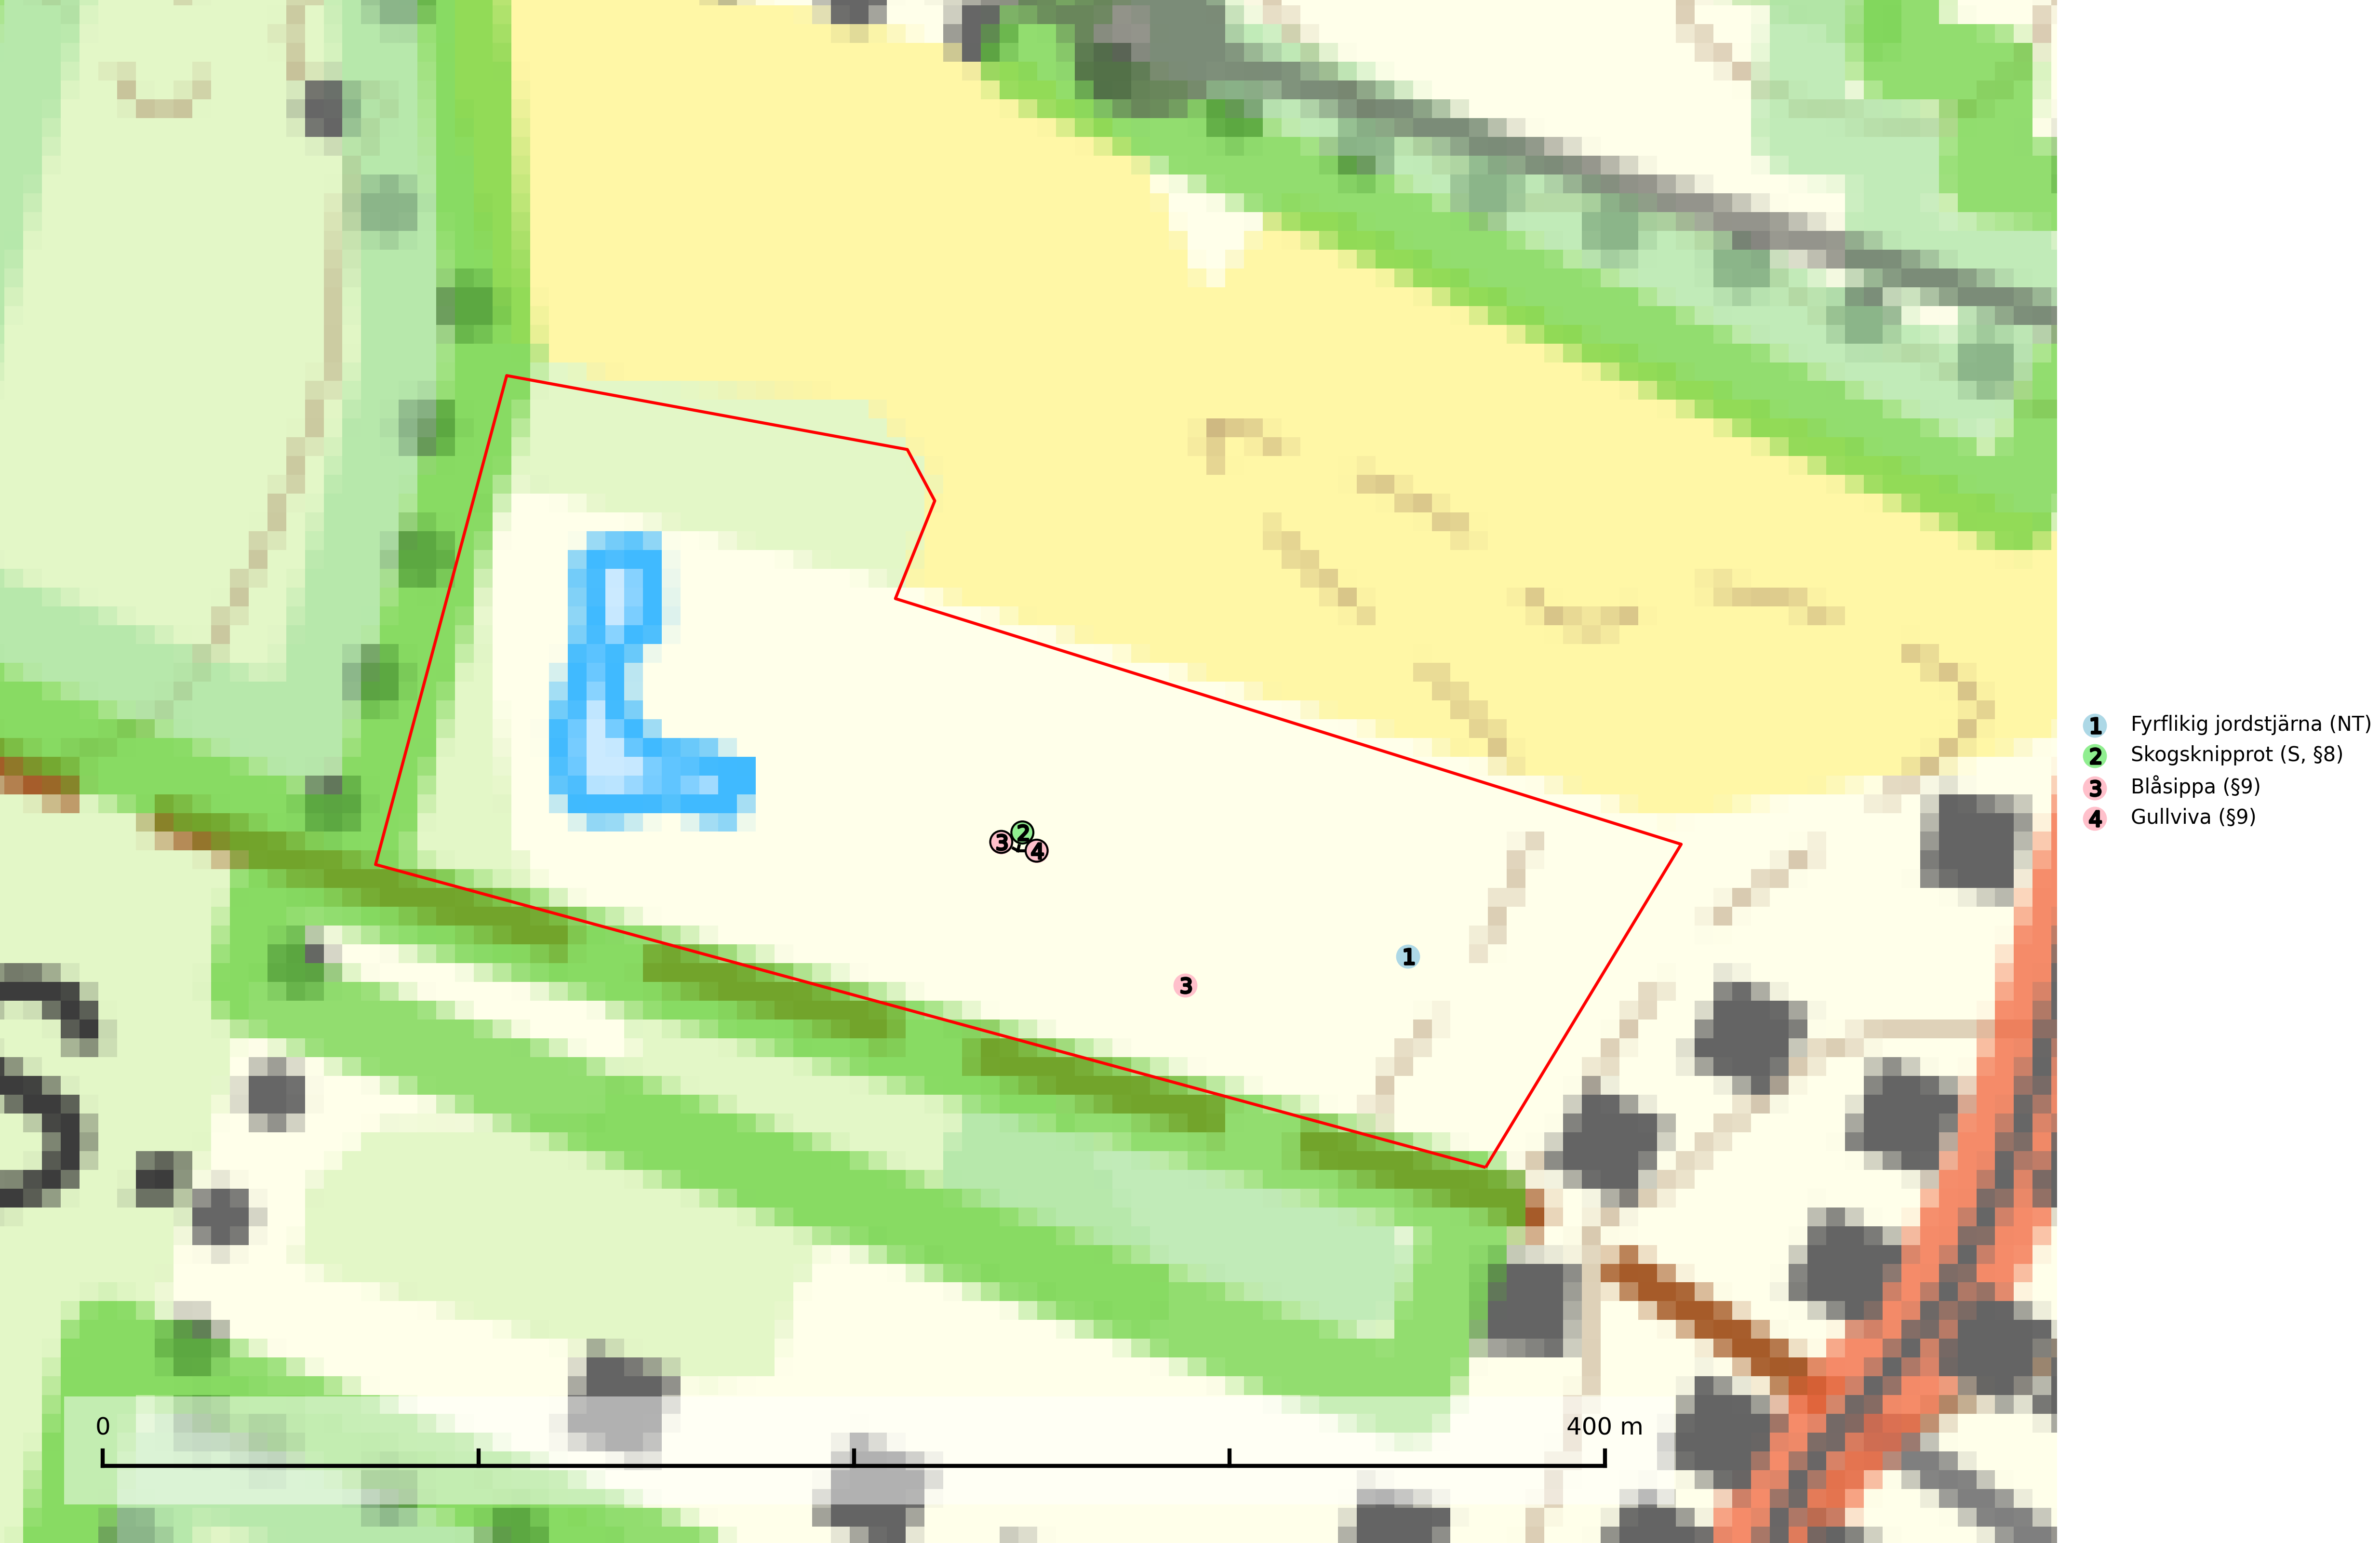 2
3
4
1
3
1 Fyrflikig jordstjärna (NT)
2 Skogsknipprot (S, §8)
3 Blåsippa (§9)
4 Gullviva (§9)
0 400 m